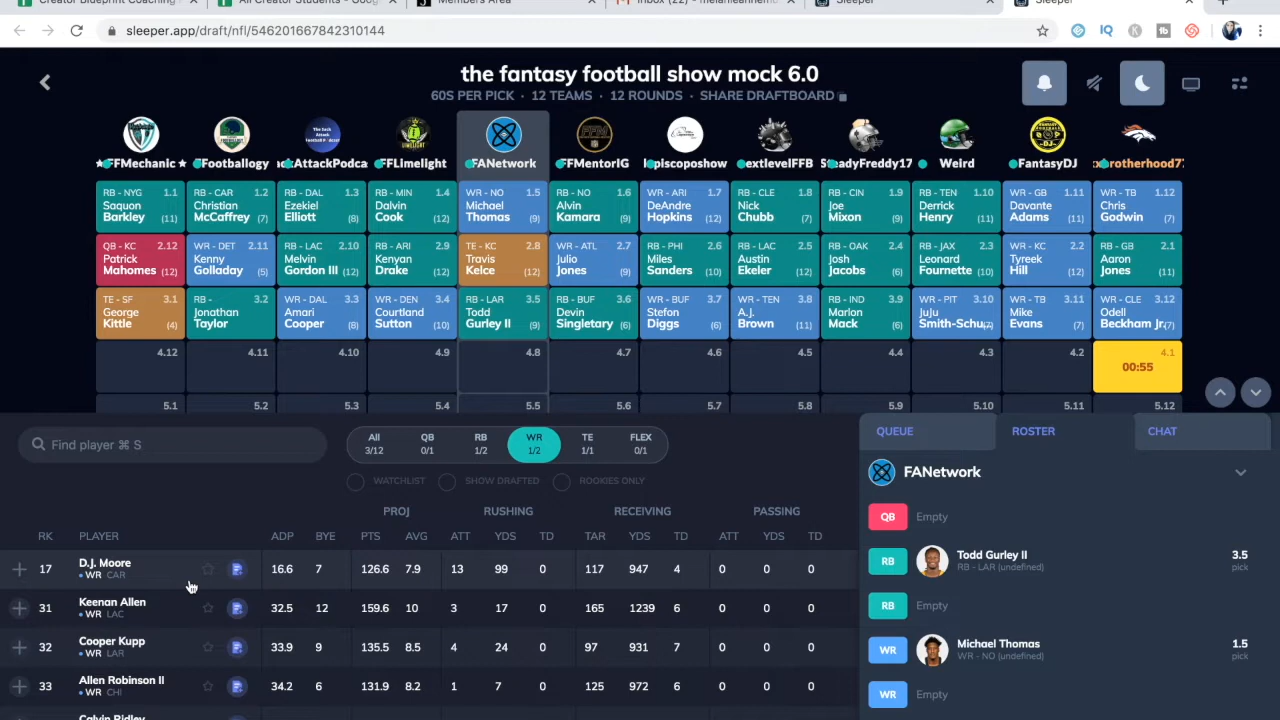 Creator Blueprint Coaching
All Creator Students - Goog
Members Area
Inbox (22) - melanieannemb
Sleeper
Sleeper
sleeper.app/draft/nfl/546201667842310144
the fantasy football show mock 6.0
60S PER PICK · 12 TEAMS · 12 ROUNDS · SHARE DRAFTBOARD
FFMechanic Footballogy AttackPodca FFLimelight FANetwork FFMentorIG piscoposhow extlevelFFB adyFreddy17 Weird FantasyDJ rotherhood7
RB - NYG 1.1 RB - CAR 1.2 RB - DAL 1.3 RB - MIN 1.4 WR - NO 1.5 RB - NO 1.6 WR - ARI 1.7 RB - CLE 1.8 RB - CIN 1.9 RB - TEN 1.10 WR - GB 1.11 WR - TB 1.12
Saquon Christian Ezekiel Dalvin Michael Alvin DeAndre Nick Joe Derrick Davante Chris
Barkley (11) McCaffrey (7) Elliott (8) Cook (12) Thomas (9) Kamara (9) Hopkins (12) Chubb (7) Mixon (9) Henry (11) Adams (11) Godwin (7)
QB - KC 2.12 WR - DET 2.11 RB - LAC 2.10 RB - ARI 2.9 TE - KC 2.8 WR - ATL 2.7 RB - PHI 2.6 RB - LAC 2.5 RB - OAK 2.4 RB - JAX 2.3 WR - KC 2.2 RB - GB 2.1
Patrick Kenny Melvin Kenyan Travis Julio Miles Austin Josh Leonard Tyreek Aaron
Mahomes (12) Golladay (5) Gordon III (12) Drake (12) Kelce (12) Jones (9) Sanders (10) Ekeler (12) Jacobs (6) Fournette (10) Hill (12) Jones (11)
TE - SF 3.1 RB - 3.2 WR - DAL 3.3 WR - DEN 3.4 RB - LAR 3.5 RB - BUF 3.6 WR - BUF 3.7 WR - TEN 3.8 RB - IND 3.9 WR - PIT 3.10 WR - TB 3.11 WR - CLE 3.12
George Jonathan Amari Courtland Todd Devin Stefon A.J. Marlon JuJu Mike Odell
Kittle (4) Taylor Cooper (8) Sutton (10) Gurley II (9) Singletary (6) Diggs (6) Brown (11) Mack (6) Smith-Schu (7) Evans (7) Beckham Jr. (7)
4.12 4.11 4.10 4.9 4.8 4.7 4.6 4.5 4.4 4.3 4.2 4.1
00:55
5.1 5.2 5.3 5.4 5.5 5.6 5.7 5.8 5.9 5.10 5.11 5.12
Find player ⌘ S
All QB RB WR TE FLEX
3/12 0/1 1/2 1/2 1/1 0/1
WATCHLIST SHOW DRAFTED ROOKIES ONLY
PROJ RUSHING RECEIVING PASSING
RK PLAYER ADP BYE PTS AVG ATT YDS TD TAR YDS TD ATT YDS TD
17 D.J. Moore 16.6 7 126.6 7.9 13 99 0 117 947 4 0 0 0
WR CAR
31 Keenan Allen 32.5 12 159.6 10 3 17 0 165 1239 6 0 0 0
WR LAC
32 Cooper Kupp 33.9 9 135.5 8.5 4 24 0 97 931 7 0 0 0
WR LAR
33 Allen Robinson II 34.2 6 131.9 8.2 1 7 0 125 972 6 0 0 0
WR CHI
Calvin Ridley
QUEUE ROSTER CHAT
FANetwork
QB Empty
RB Todd Gurley II 3.5
RB - LAR (undefined) pick
RB Empty
WR Michael Thomas 1.5
WR - NO (undefined) pick
WR Empty